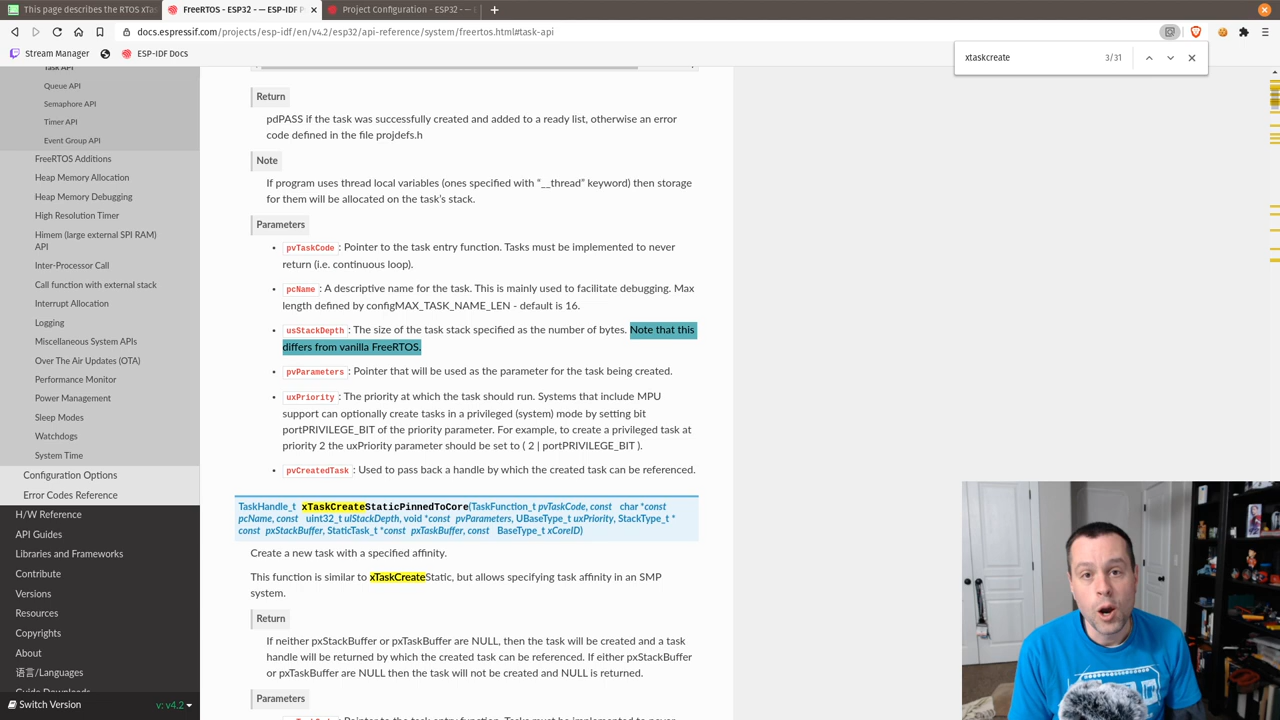 This page describes the RTOS xTas
FreeRTOS - ESP32 - — ESP-IDF P
Project Configuration - ESP32 - —
docs.espressif.com/projects/esp-idf/en/v4.2/esp32/api-reference/system/freertos.html#task-api
Stream Manager
ESP-IDF Docs
xtaskcreate
3/31
Task API
Queue API
Semaphore API
Timer API
Event Group API
FreeRTOS Additions
Heap Memory Allocation
Heap Memory Debugging
High Resolution Timer
Himem (large external SPI RAM)
API
Inter-Processor Call
Call function with external stack
Interrupt Allocation
Logging
Miscellaneous System APIs
Over The Air Updates (OTA)
Performance Monitor
Power Management
Sleep Modes
Watchdogs
System Time
Configuration Options
Error Codes Reference
H/W Reference
API Guides
Libraries and Frameworks
Contribute
Versions
Resources
Copyrights
About
语言/Languages
Guide Downloads
Switch Version
v: v4.2
Return
pdPASS if the task was successfully created and added to a ready list, otherwise an error
code defined in the file projdefs.h
Note
If program uses thread local variables (ones specified with “__thread” keyword) then storage
for them will be allocated on the task’s stack.
Parameters
• pvTaskCode : Pointer to the task entry function. Tasks must be implemented to never
return (i.e. continuous loop).
• pcName : A descriptive name for the task. This is mainly used to facilitate debugging. Max
length defined by configMAX_TASK_NAME_LEN - default is 16.
• usStackDepth : The size of the task stack specified as the number of bytes. Note that this
differs from vanilla FreeRTOS.
• pvParameters : Pointer that will be used as the parameter for the task being created.
• uxPriority : The priority at which the task should run. Systems that include MPU
support can optionally create tasks in a privileged (system) mode by setting bit
portPRIVILEGE_BIT of the priority parameter. For example, to create a privileged task at
priority 2 the uxPriority parameter should be set to ( 2 | portPRIVILEGE_BIT ).
• pvCreatedTask : Used to pass back a handle by which the created task can be referenced.
TaskHandle_t xTaskCreateStaticPinnedToCore(TaskFunction_t pvTaskCode, const char *const
pcName, const uint32_t ulStackDepth, void *const pvParameters, UBaseType_t uxPriority, StackType_t *
const pxStackBuffer, StaticTask_t *const pxTaskBuffer, const BaseType_t xCoreID)
Create a new task with a specified affinity.
This function is similar to xTaskCreateStatic, but allows specifying task affinity in an SMP
system.
Return
If neither pxStackBuffer or pxTaskBuffer are NULL, then the task will be created and a task
handle will be returned by which the created task can be referenced. If either pxStackBuffer
or pxTaskBuffer are NULL then the task will not be created and NULL is returned.
Parameters